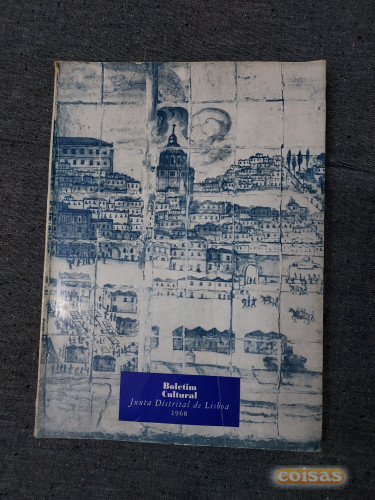 Boletim
Cultural
Junta Distrital de Lisboa
1968
coisas